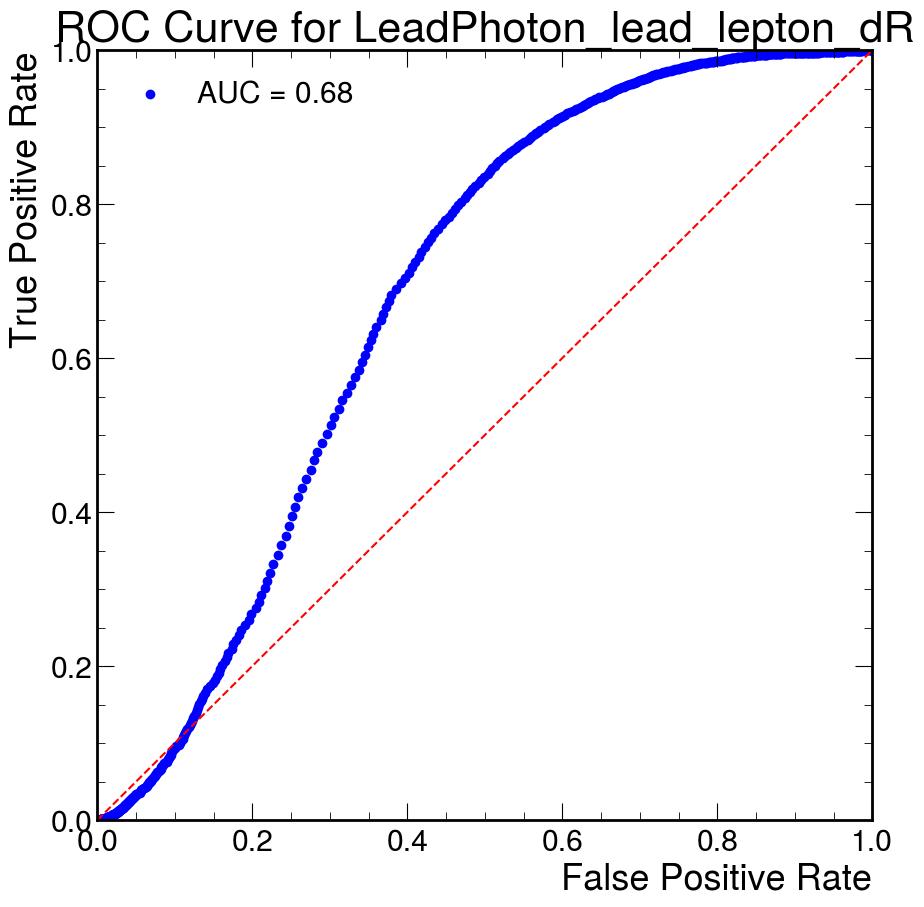 ROC Curve for LeadPhoton_lead_lepton_dR
1.0
AUC = 0.68
True Positive Rate
0.8
0.6
0.4
0.2
0.0
0.0 0.2 0.4 0.6 0.8 1.0
False Positive Rate